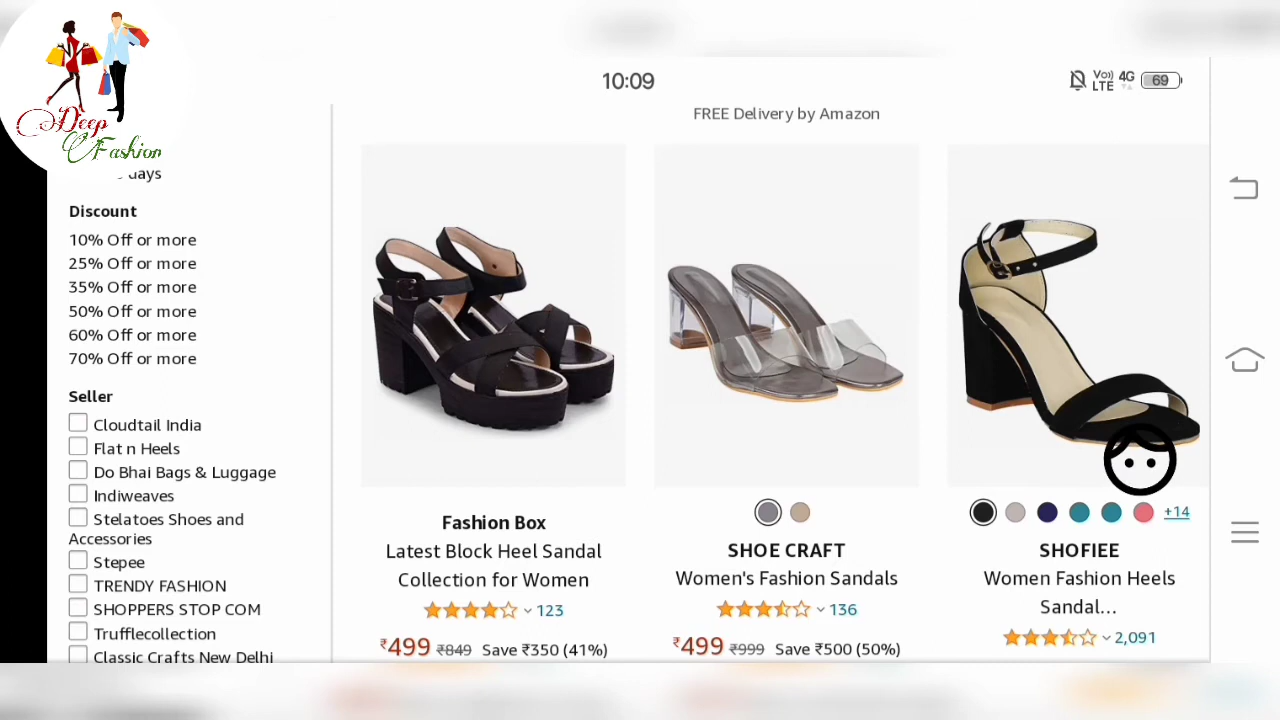 Deep
Fashion
10:09
Vo))
LTE
4G
69
FREE Delivery by Amazon
days
Discount
10% Off or more
25% Off or more
35% Off or more
50% Off or more
60% Off or more
70% Off or more
Seller
Cloudtail India
Flat n Heels
Do Bhai Bags & Luggage
Indiweaves
Stelatoes Shoes and
Accessories
Stepee
TRENDY FASHION
SHOPPERS STOP COM
Trufflecollection
Classic Crafts New Delhi
Fashion Box
Latest Block Heel Sandal
Collection for Women
123
₹499 ₹849 Save ₹350 (41%)
SHOE CRAFT
Women's Fashion Sandals
136
₹499 ₹999 Save ₹500 (50%)
+14
SHOFIEE
Women Fashion Heels
Sandal...
2,091